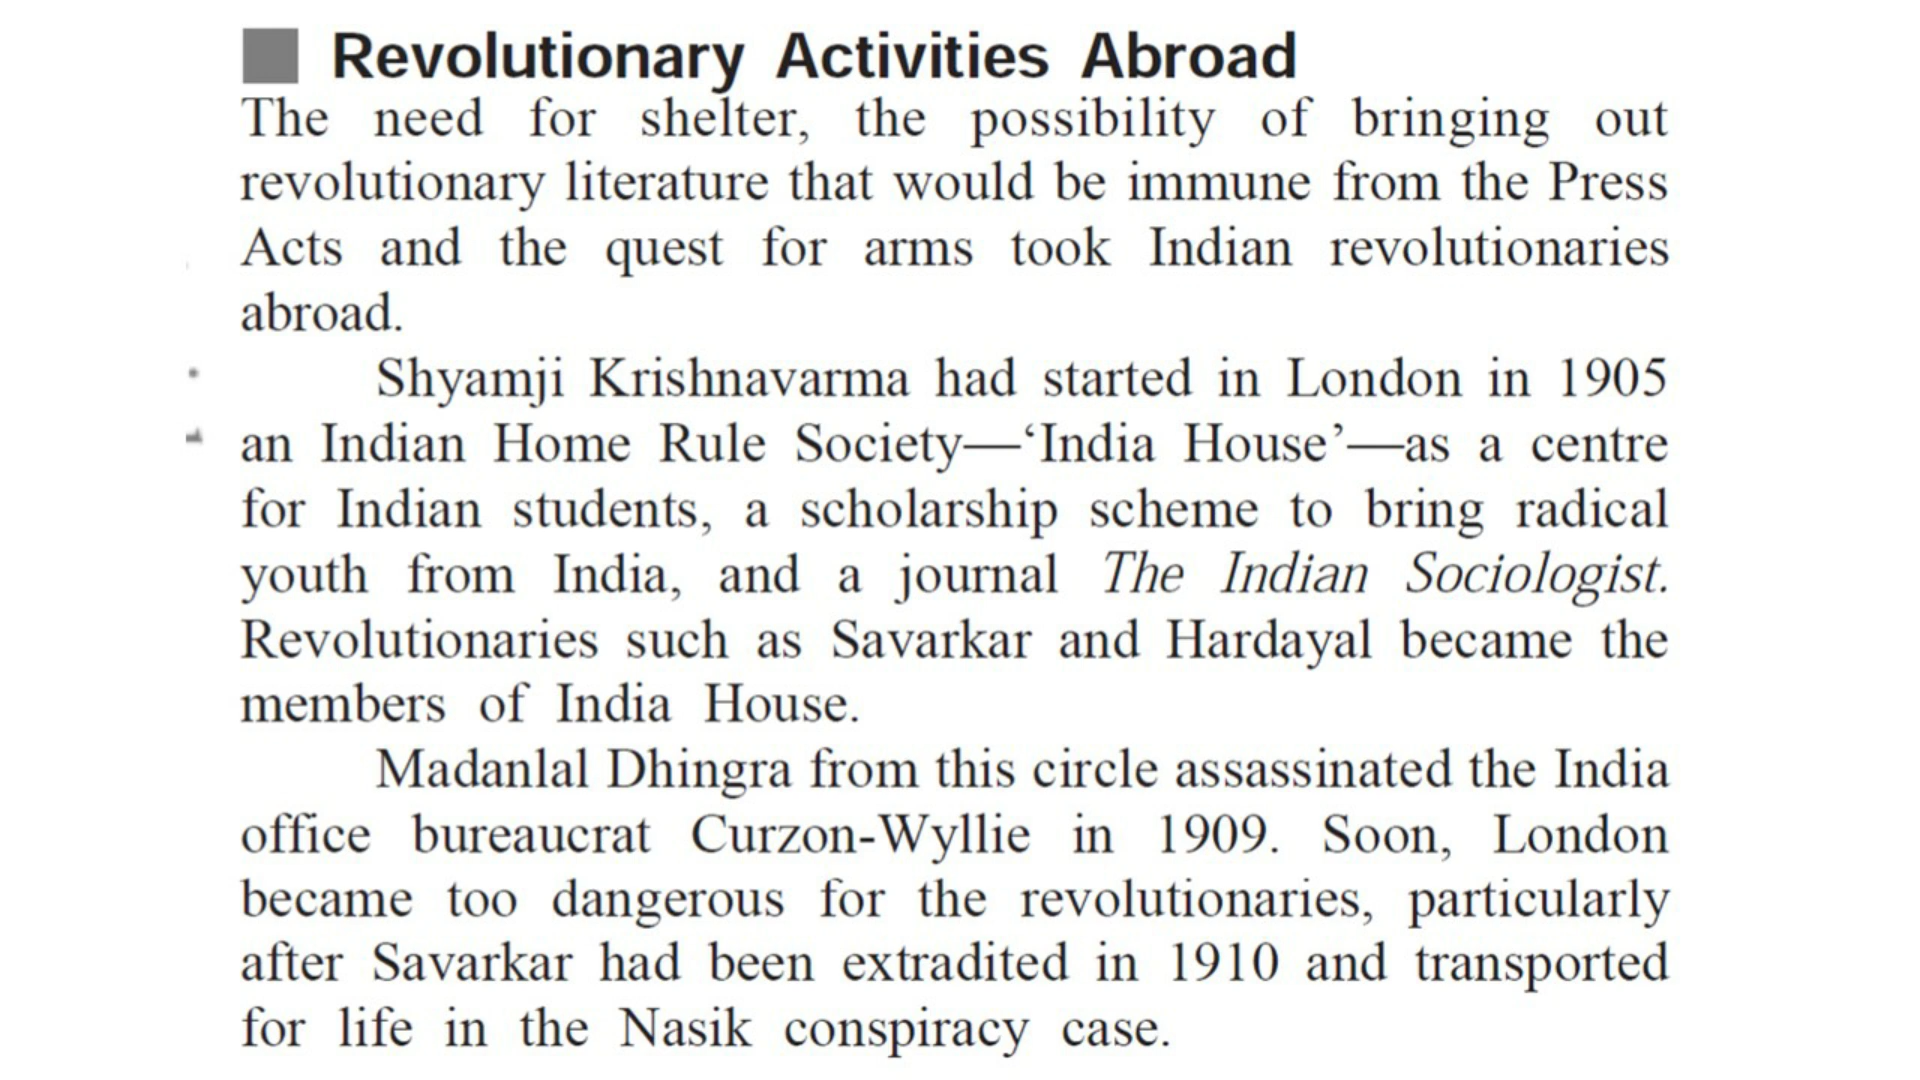 Revolutionary Activities Abroad
The need for shelter, the possibility of bringing out
revolutionary literature that would be immune from the Press
Acts and the quest for arms took Indian revolutionaries
abroad.
Shyamji Krishnavarma had started in London in 1905
an Indian Home Rule Society—‘India House’—as a centre
for Indian students, a scholarship scheme to bring radical
youth from India, and a journal The Indian Sociologist.
Revolutionaries such as Savarkar and Hardayal became the
members of India House.
Madanlal Dhingra from this circle assassinated the India
office bureaucrat Curzon-Wyllie in 1909. Soon, London
became too dangerous for the revolutionaries, particularly
after Savarkar had been extradited in 1910 and transported
for life in the Nasik conspiracy case.